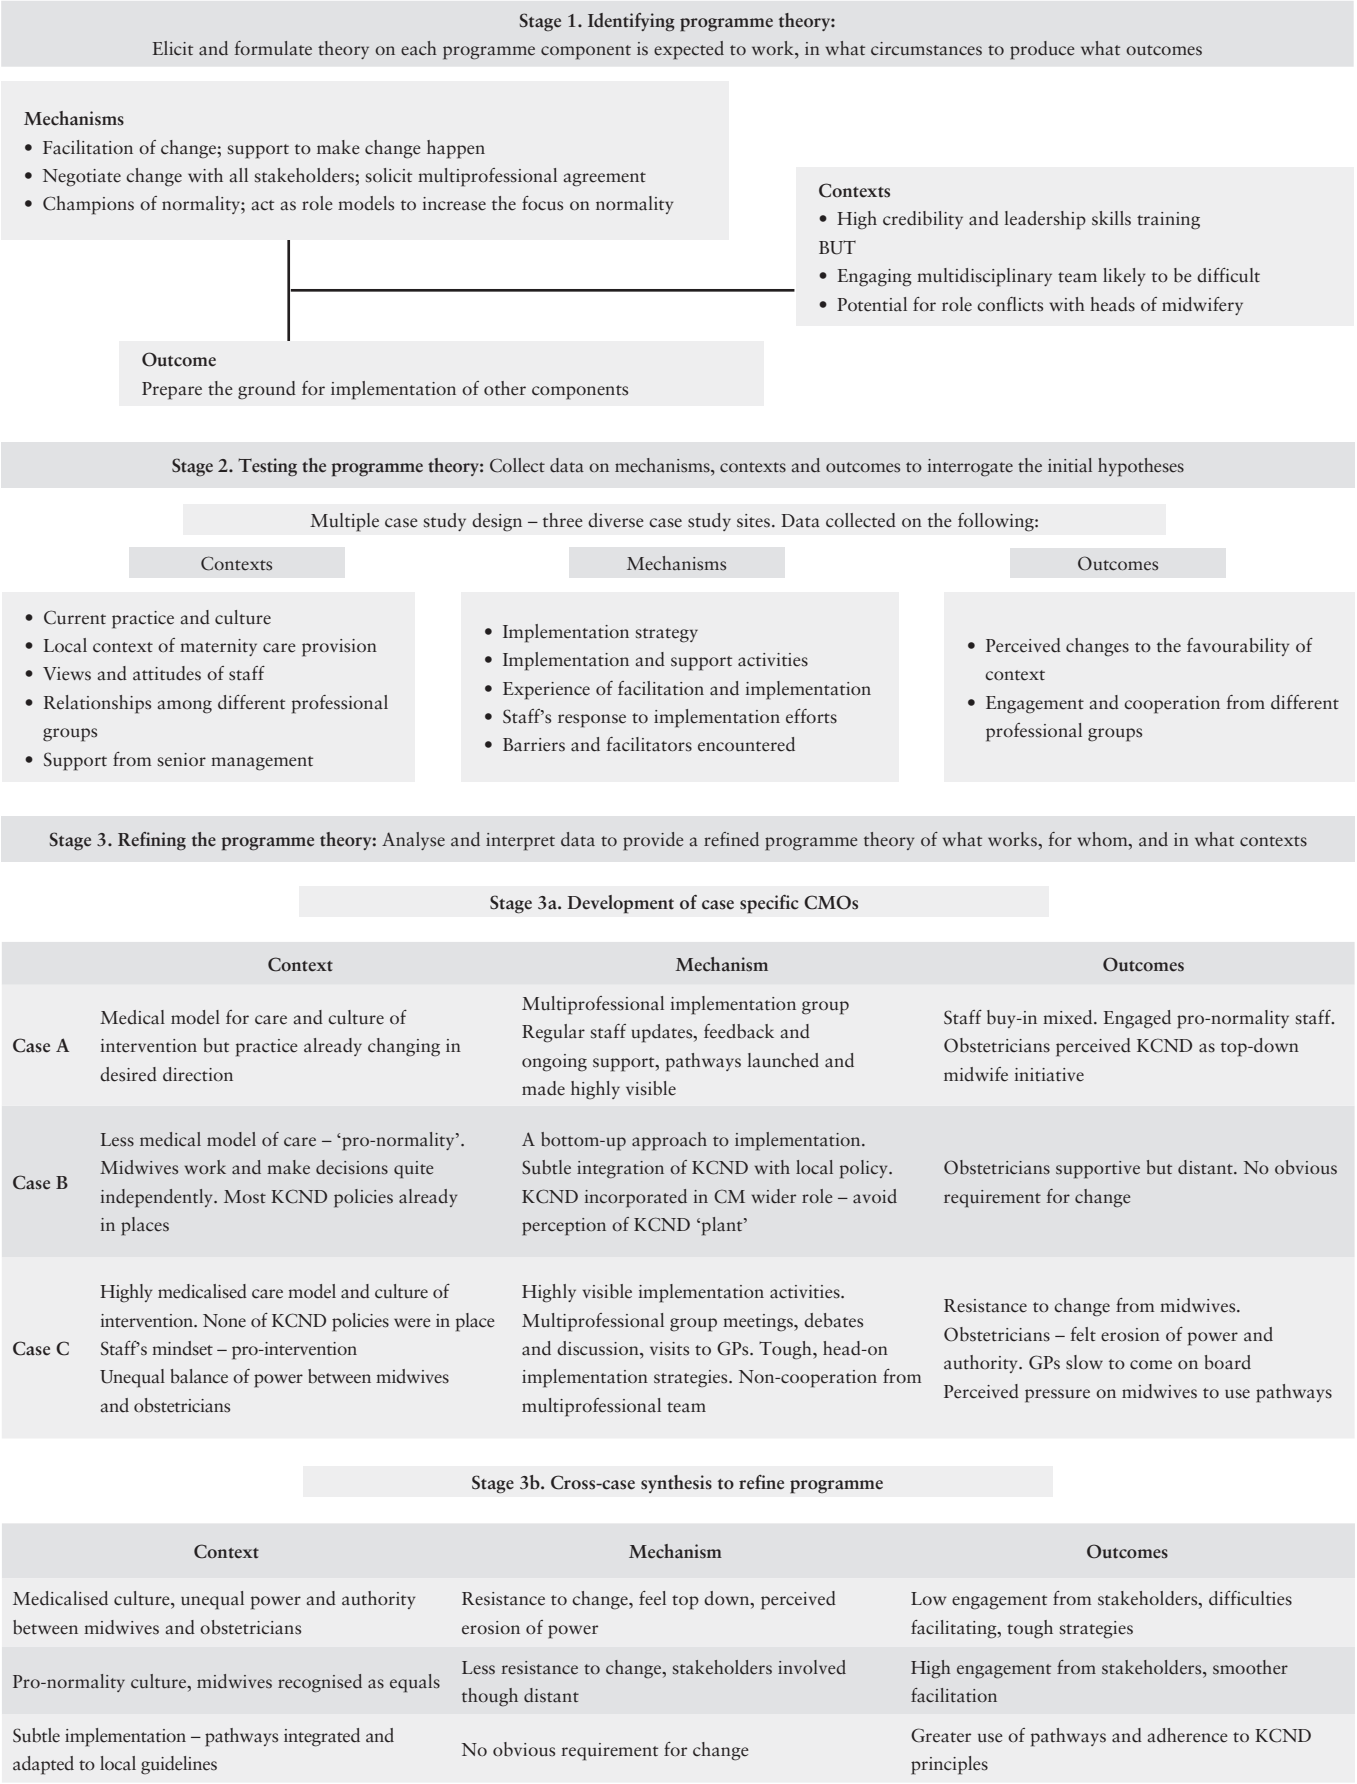 Stage 1. Identifying programme theory:
Elicit and formulate theory on each programme component is expected to work, in what circumstances to produce what outcomes
Mechanisms
• Facilitation of change; support to make change happen
• Negotiate change with all stakeholders; solicit multiprofessional agreement
• Champions of normality; act as role models to increase the focus on normality
Contexts
• High credibility and leadership skills training
BUT
• Engaging multidisciplinary team likely to be difficult
• Potential for role conflicts with heads of midwifery
Outcome
Prepare the ground for implementation of other components
Stage 2. Testing the programme theory: Collect data on mechanisms, contexts and outcomes to interrogate the initial hypotheses
Multiple case study design – three diverse case study sites. Data collected on the following:
Contexts
• Current practice and culture
• Local context of maternity care provision
• Views and attitudes of staff
• Relationships among different professional
groups
• Support from senior management
Mechanisms
• Implementation strategy
• Implementation and support activities
• Experience of facilitation and implementation
• Staff's response to implementation efforts
• Barriers and facilitators encountered
Outcomes
• Perceived changes to the favourability of
context
• Engagement and cooperation from different
professional groups
Stage 3. Refining the programme theory: Analyse and interpret data to provide a refined programme theory of what works, for whom, and in what contexts
Stage 3a. Development of case specific CMOs
Context Mechanism Outcomes
Case A
Medical model for care and culture of
intervention but practice already changing in
desired direction
Multiprofessional implementation group
Regular staff updates, feedback and
ongoing support, pathways launched and
made highly visible
Staff buy-in mixed. Engaged pro-normality staff.
Obstetricians perceived KCND as top-down
midwife initiative
Case B
Less medical model of care – 'pro-normality'.
Midwives work and make decisions quite
independently. Most KCND policies already
in places
A bottom-up approach to implementation.
Subtle integration of KCND with local policy.
KCND incorporated in CM wider role – avoid
perception of KCND 'plant'
Obstetricians supportive but distant. No obvious
requirement for change
Case C
Highly medicalised care model and culture of
intervention. None of KCND policies were in place
Staff's mindset – pro-intervention
Unequal balance of power between midwives
and obstetricians
Highly visible implementation activities.
Multiprofessional group meetings, debates
and discussion, visits to GPs. Tough, head-on
implementation strategies. Non-cooperation from
multiprofessional team
Resistance to change from midwives.
Obstetricians – felt erosion of power and
authority. GPs slow to come on board
Perceived pressure on midwives to use pathways
Stage 3b. Cross-case synthesis to refine programme
Context Mechanism Outcomes
Medicalised culture, unequal power and authority
between midwives and obstetricians
Resistance to change, feel top down, perceived
erosion of power
Low engagement from stakeholders, difficulties
facilitating, tough strategies
Pro-normality culture, midwives recognised as equals
Less resistance to change, stakeholders involved
though distant
High engagement from stakeholders, smoother
facilitation
Subtle implementation – pathways integrated and
adapted to local guidelines
No obvious requirement for change
Greater use of pathways and adherence to KCND
principles